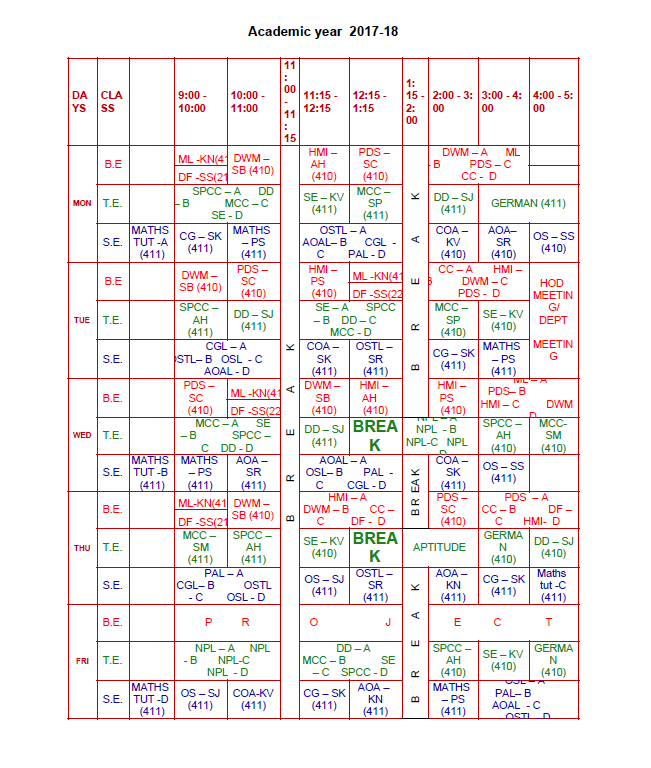 Academic year 2017-18
DA YS CLA SS 9:00 - 10:00 10:00 - 11:00 11 : 00 - 11 : 15 11:15 - 12:15 12:15 - 1:15 1: 15 - 2: 00 2:00 - 3: 00 3:00 - 4: 00 4:00 - 5: 00
MON
B.E ML -KN(41 DF -SS(21 DWM – SB (410) HMI – AH (410) PDS – SC (410) DWM – A ML - B PDS – C CC - D
T.E. SPCC – A DD – B MCC – C SE - D SE – KV (411) MCC – SP (411) DD – SJ (411) GERMAN (411)
S.E. MATHS TUT -A (411) CG – SK (411) MATHS – PS (411) OSTL – A AOAL– B CGL - C PAL - D COA – KV (410) AOA– SR (410) OS – SS (410)
TUE
B.E DWM – SB (410) PDS – SC (410) HMI – PS (410) ML -KN(41 DF -SS(22 CC – A HMI – B DWM – C PDS - D HOD MEETIN G/ DEPT MEETIN G
T.E. SPCC – AH (411) DD – SJ (411) SE – A SPCC – B DD – C MCC - D MCC – SP (410) SE – KV (410)
S.E. CGL – A OSTL– B OSL - C AOAL - D COA – SK (411) OSTL – SR (411) CG – SK (411) MATHS – PS (411)
WED
B.E. PDS – SC (410) ML -KN(41 DF -SS(22 DWM – SB (410) HMI – AH (410) HMI – PS (410) ML – A PDS– B HMI – C DWM D
T.E. MCC – A SE – B SPCC – C DD - D DD – SJ (411) BREA K NPL – A NPL - B NPL-C NPL D SPCC – AH (410) MCC- SM (410)
S.E. MATHS TUT -B (411) MATHS – PS (411) AOA – SR (411) AOAL – A OSL– B PAL - C CGL - D COA – SK (411) OS – SS (411)
THU
B.E. ML-KN(41 DF -SS(21 DWM – SB (410) HMI – A DWM – B CC – C DF - D PDS – SC (410) PDS – A CC – B DF – C HMI- D
T.E. MCC – SM (411) SPCC – AH (411) SE – KV (410) BREA K APTITUDE GERMA N (410) DD – SJ (410)
S.E. PAL – A CGL– B OSTL - C OSL - D OS – SJ (411) OSTL – SR (411) AOA – KN (411) CG – SK (411) Maths tut -C (411)
FRI
B.E. P R O J E C T
T.E. NPL – A NPL - B NPL-C NPL - D DD – A MCC – B SE – C SPCC - D SPCC – AH (410) SE – KV (410) GERMA N (410)
S.E. MATHS TUT -D (411) OS – SJ (411) COA-KV (411) CG – SK (411) AOA – KN (411) MATHS – PS (411) OSL – A PAL– B AOAL - C OSTL - D
B R E A K
B R E A K
B R E A K
B R E A K